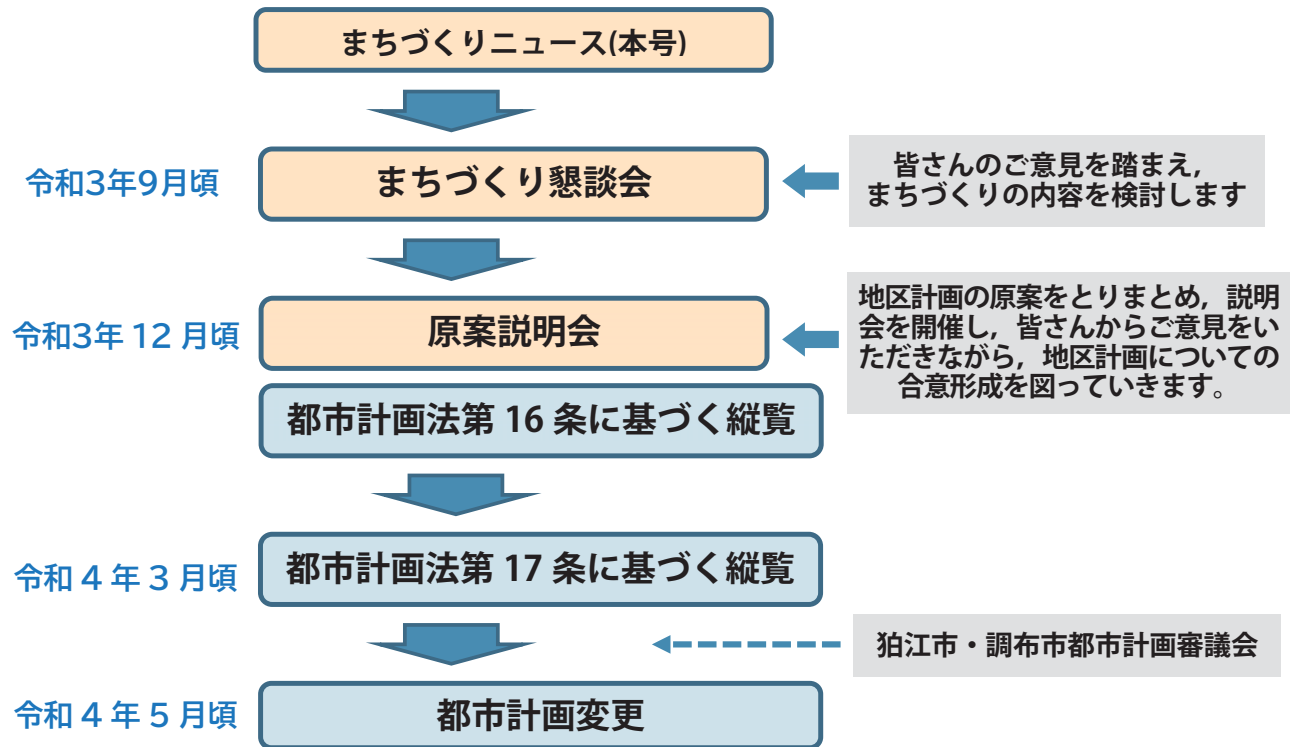 まちづくりニュース(本号)
令和3年9月頃
まちづくり懇談会
皆さんのご意見を踏まえ，
まちづくりの内容を検討します
令和3年 12 月頃
原案説明会
地区計画の原案をとりまとめ，説明
会を開催し，皆さんからご意見をい
ただきながら，地区計画についての
合意形成を図っていきます。
都市計画法第 16 条に基づく縦覧
令和 4 年 3 月頃
都市計画法第 17 条に基づく縦覧
狛江市・調布市都市計画審議会
令和 4 年 5 月頃
都市計画変更